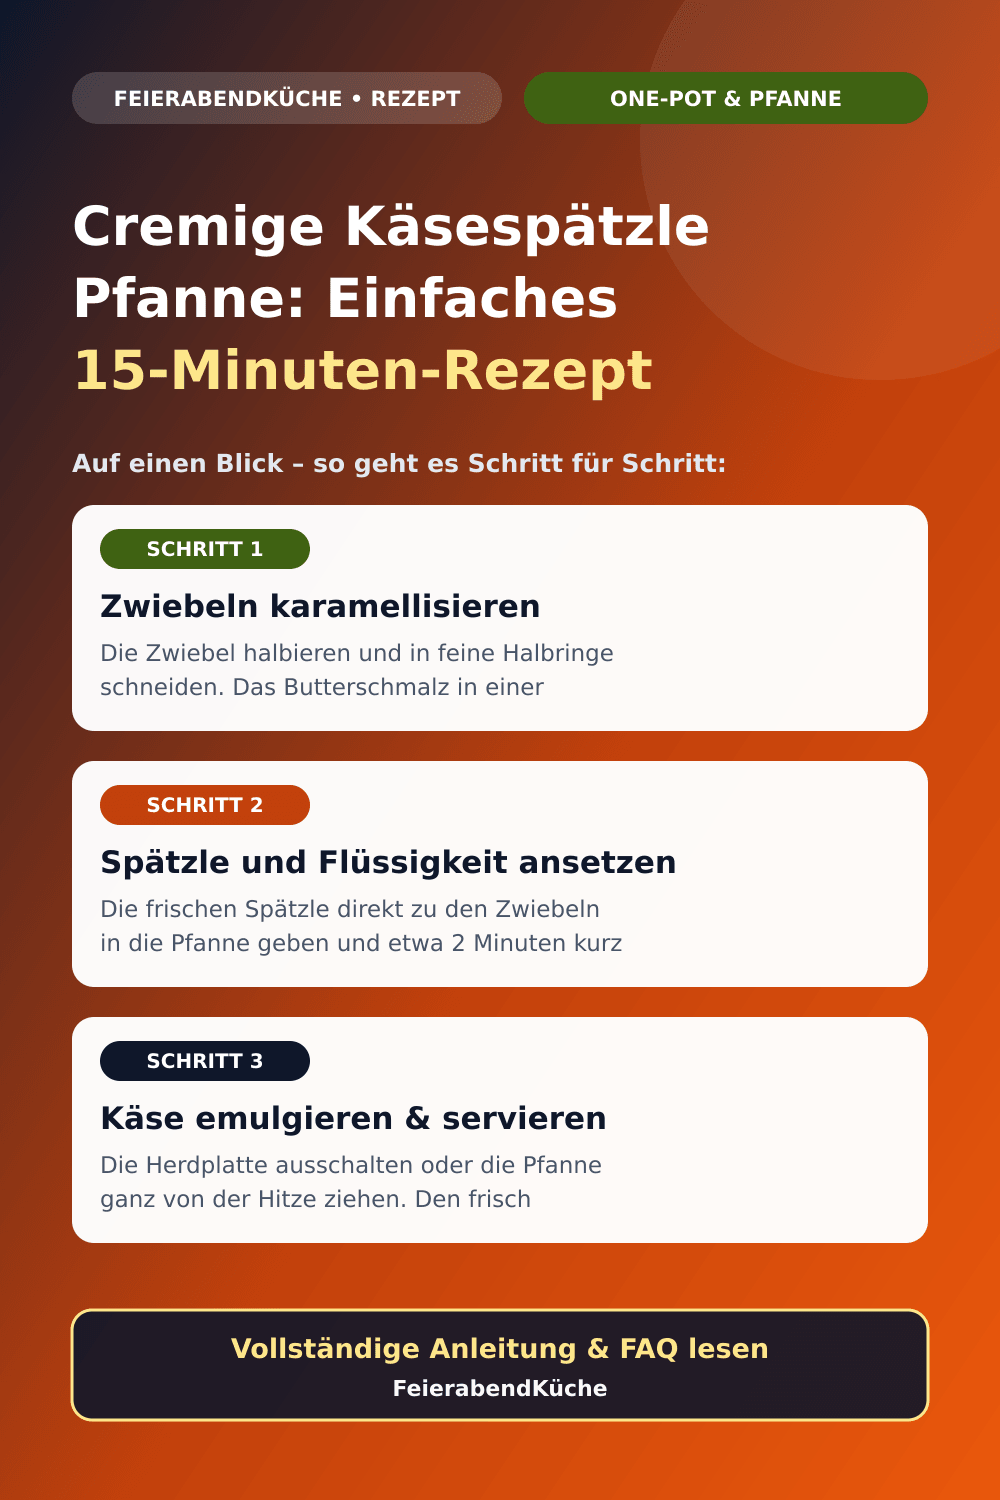 FEIERABENDKÜCHE • REZEPT
ONE-POT & PFANNE
Cremige Käsespätzle
Pfanne: Einfaches
15-Minuten-Rezept
Auf einen Blick – so geht es Schritt für Schritt:
SCHRITT 1
Zwiebeln karamellisieren
Die Zwiebel halbieren und in feine Halbringe
schneiden. Das Butterschmalz in einer
SCHRITT 2
Spätzle und Flüssigkeit ansetzen
Die frischen Spätzle direkt zu den Zwiebeln
in die Pfanne geben und etwa 2 Minuten kurz
SCHRITT 3
Käse emulgieren & servieren
Die Herdplatte ausschalten oder die Pfanne
ganz von der Hitze ziehen. Den frisch
Vollständige Anleitung & FAQ lesen
FeierabendKüche